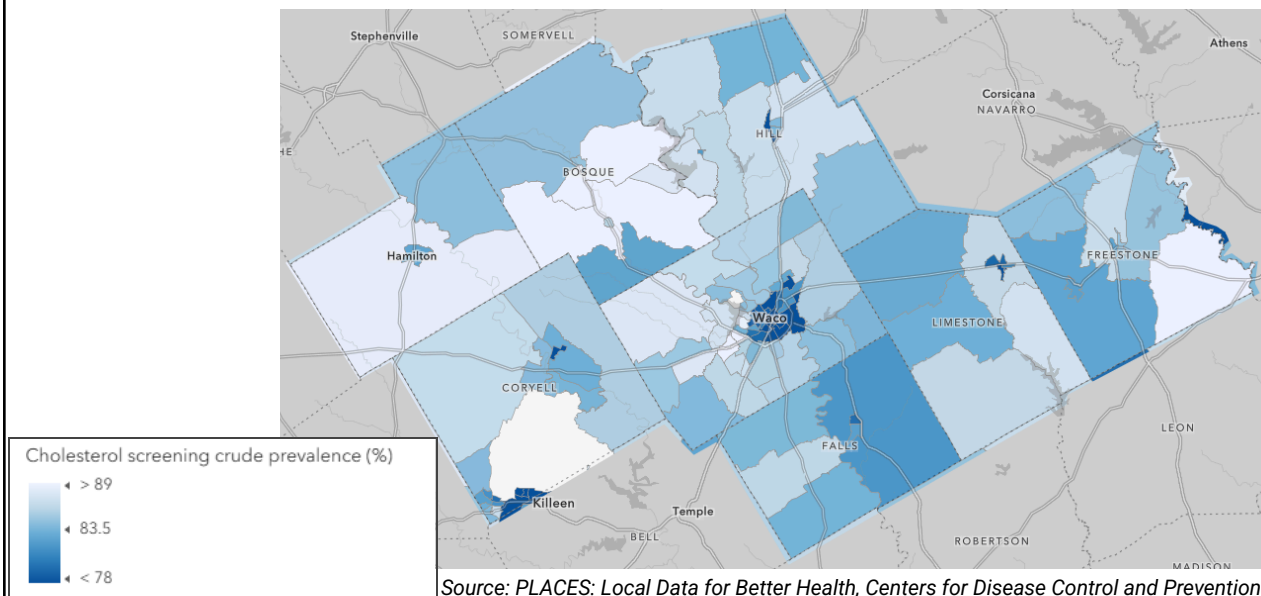 Stephenville
SOMERVELL
Athens
Corsicana
NAVARRO
HILL
HE
BOSQUE
Hamilton
FREESTONE
Waco
LIMESTONE
CORYELL
LEON
FALLS
Cholesterol screening crude prevalence (%)
> 89
83.5
< 78
Killeen
Temple
BELL
ROBERTSON
MADISON
Source: PLACES: Local Data for Better Health, Centers for Disease Control and Prevention